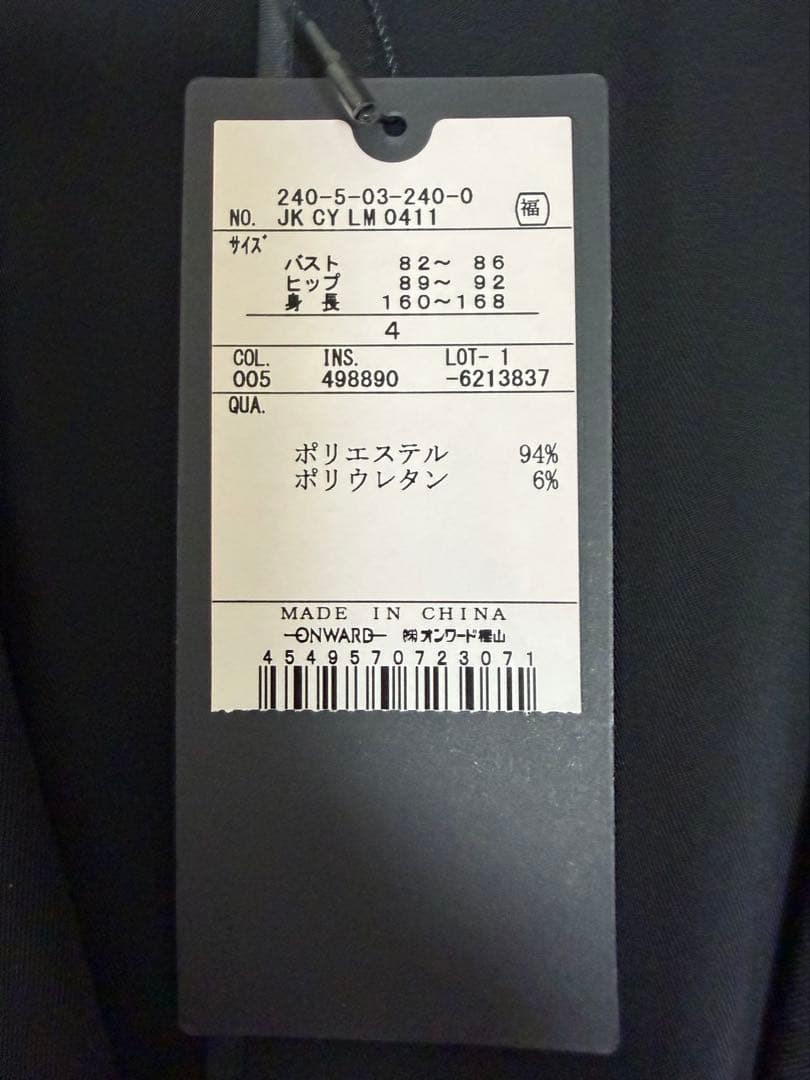 240-5-03-240-0
NO. JK CY LM 0411 福
サイズ
バスト 82～ 86
ヒップ 89～ 92
身 長 160～168
4
COL. INS. LOT- 1
005 498890 -6213837
QUA.
ポリエステル 94%
ポリウレタン 6%
MADE IN CHINA
ONWARD ㈱オンワード樫山
4549570723071